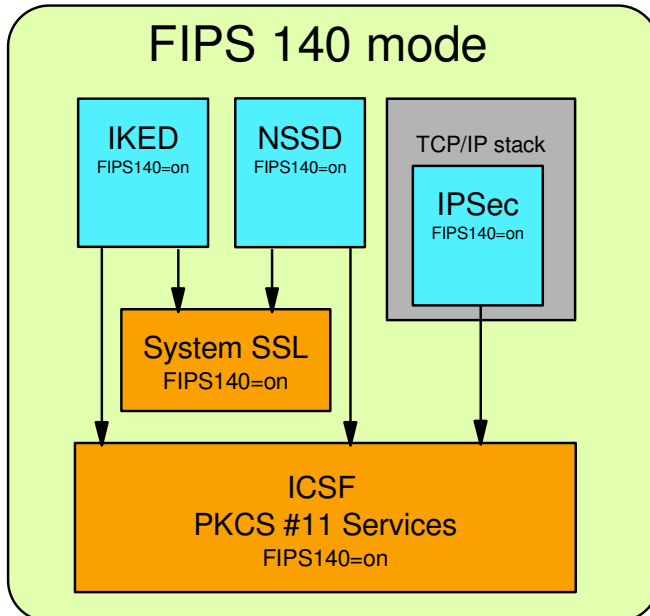 FIPS 140 mode
IKED
FIPS140=on
NSSD
FIPS140=on
TCP/IP stack
IPSec
FIPS140=on
System SSL
FIPS140=on
ICSF
PKCS #11 Services
FIPS140=on